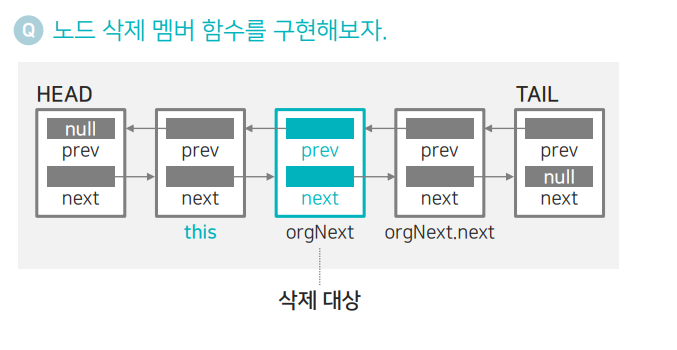 Q 노드 삭제 멤버 함수를 구현해보자.
HEAD TAIL
null
prev prev prev prev prev
null
next next next next next
this orgNext orgNext.next
삭제 대상